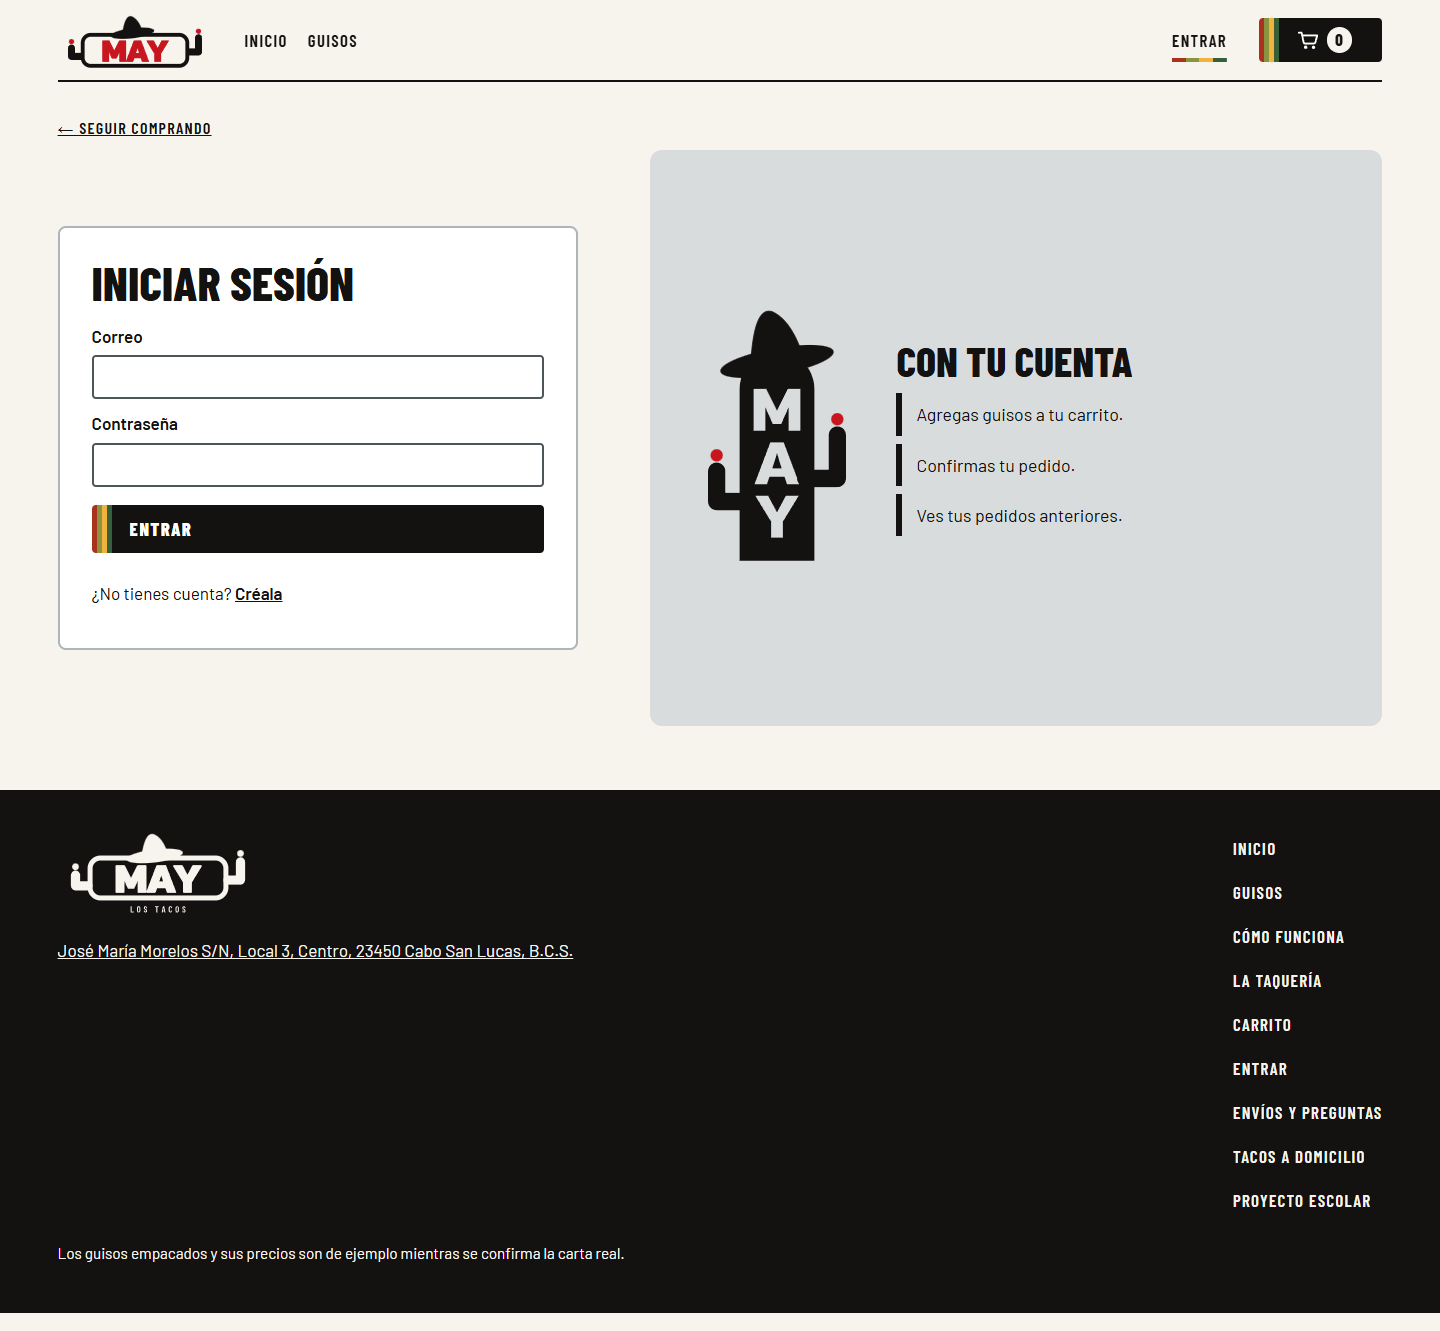 MAY
INICIO
GUISOS
ENTRAR
0
← SEGUIR COMPRANDO
INICIAR SESIÓN
Correo
Contraseña
ENTRAR
¿No tienes cuenta? Créala
MAY
CON TU CUENTA
Agregas guisos a tu carrito.
Confirmas tu pedido.
Ves tus pedidos anteriores.
MAY
LOS TACOS
José María Morelos S/N, Local 3, Centro, 23450 Cabo San Lucas, B.C.S.
INICIO
GUISOS
CÓMO FUNCIONA
LA TAQUERÍA
CARRITO
ENTRAR
ENVÍOS Y PREGUNTAS
TACOS A DOMICILIO
PROYECTO ESCOLAR
Los guisos empacados y sus precios son de ejemplo mientras se confirma la carta real.